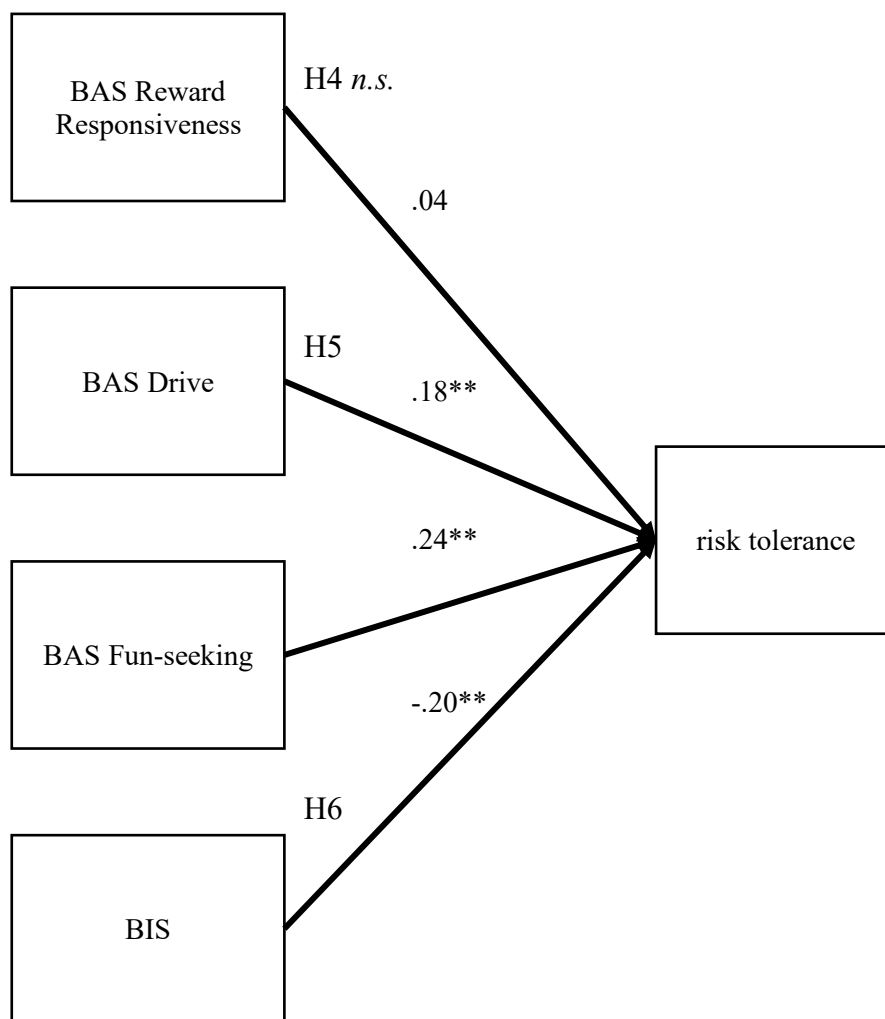 H4 n.s.
BAS Reward
Responsiveness
.04
H5
BAS Drive
.18**
.24**
risk tolerance
BAS Fun-seeking
-.20**
H6
BIS